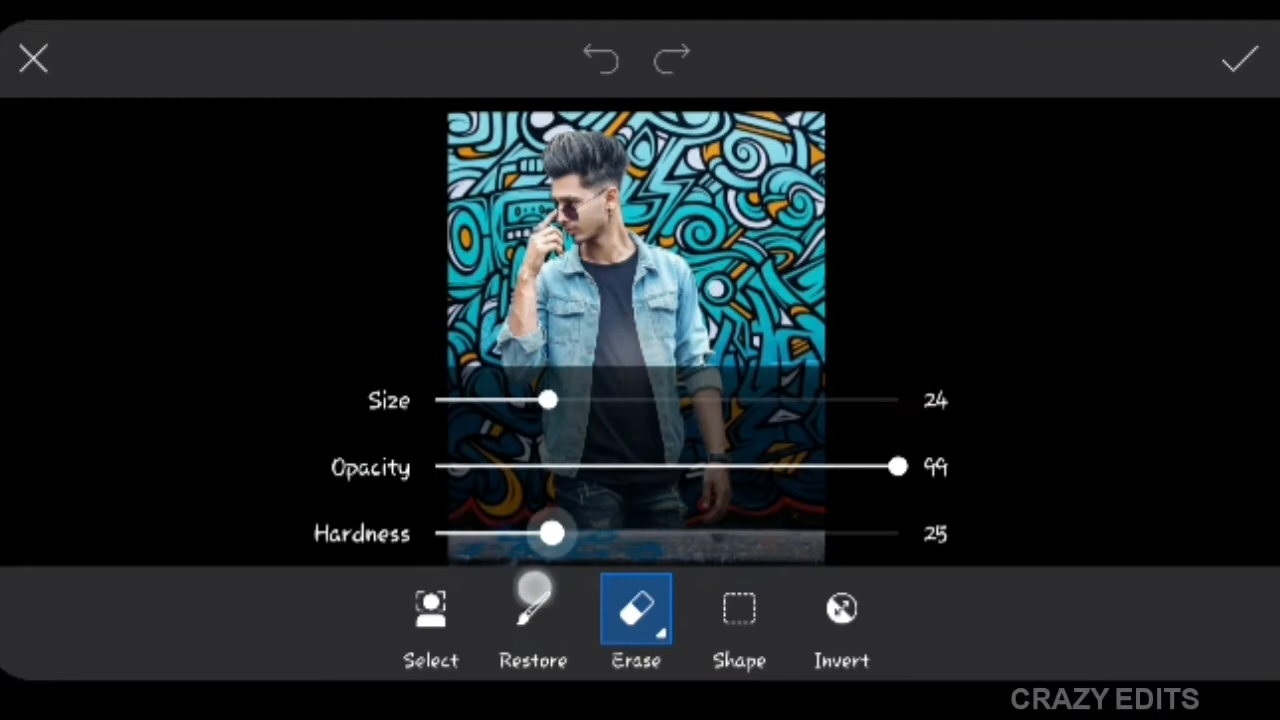 Size 24
Opacity 99
Hardness 25
Select Restore Erase Shape Invert
CRAZY EDITS